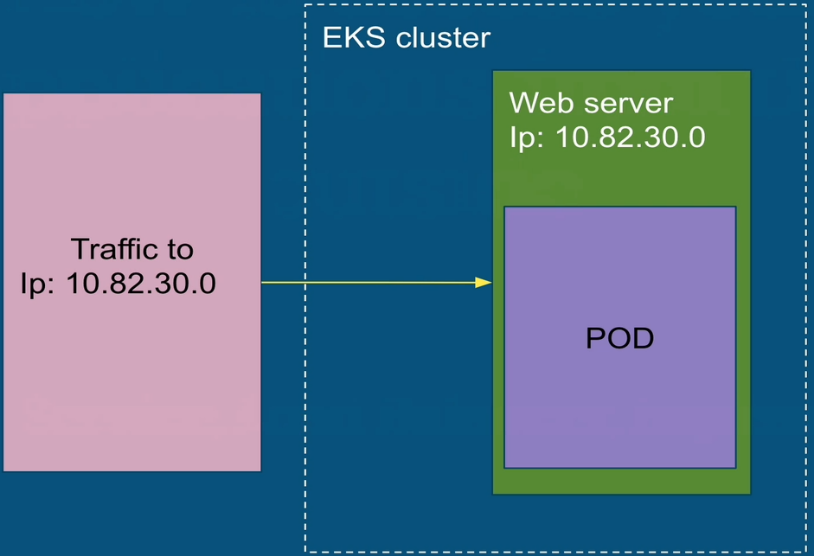 EKS cluster
Web server
Ip: 10.82.30.0
Traffic to
Ip: 10.82.30.0
POD